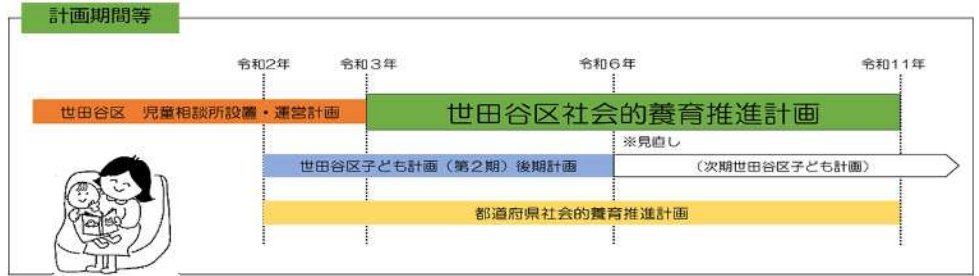 計画期間等
令和2年 令和3年 令和6年 令和11年
世田谷区 児童相談所設置・運営計画
世田谷区社会的養育推進計画
※見直し
世田谷区子ども計画(第2期)後期計画
(次期世田谷区子ども計画)
都道府県社会的養育推進計画